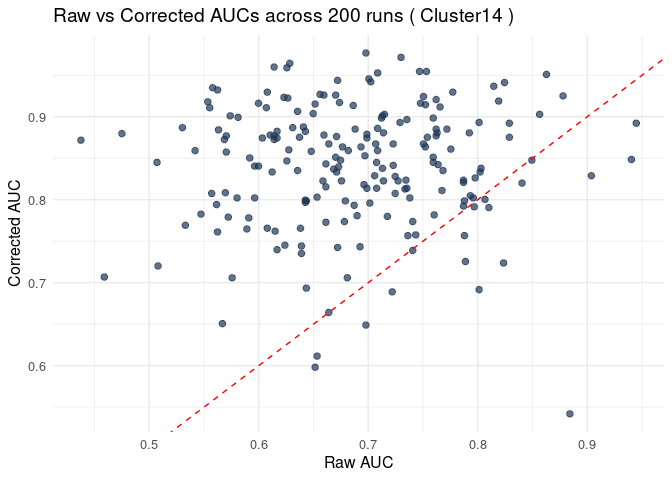 Raw vs Corrected AUCs across 200 runs ( Cluster14 )
Corrected AUC
0.9
0.8
0.7
0.6
0.5 0.6 0.7 0.8 0.9
Raw AUC